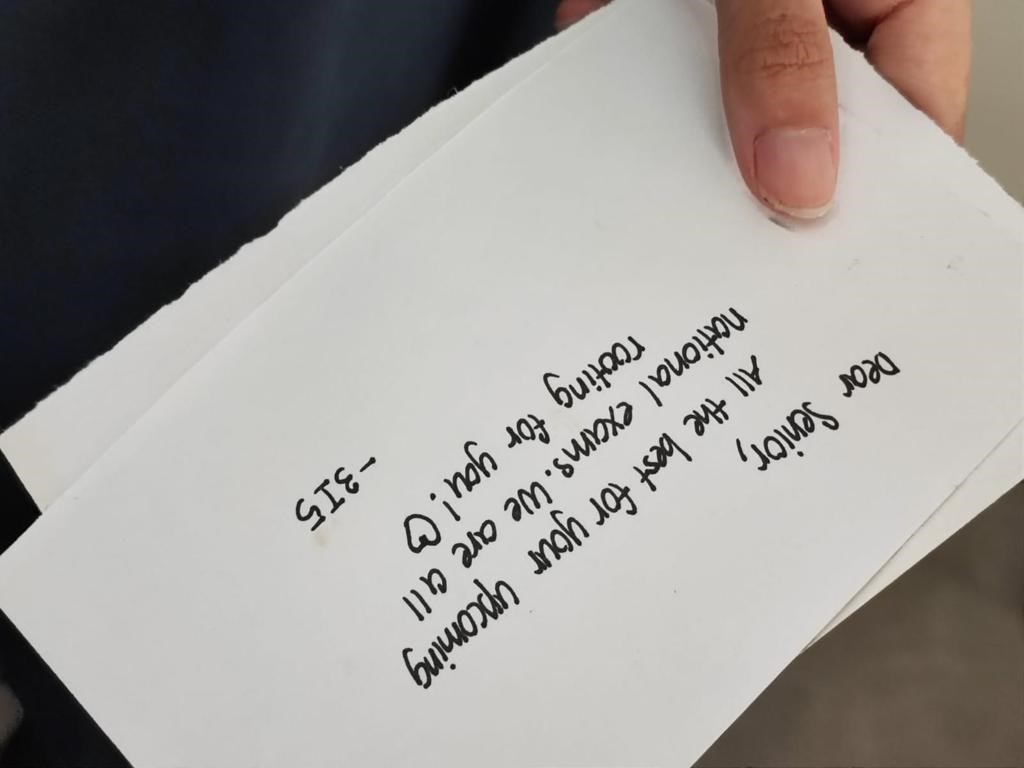 Dear Senior,
All the best for your upcoming
national exams. We are all
rooting for you! ♡
- 3I5